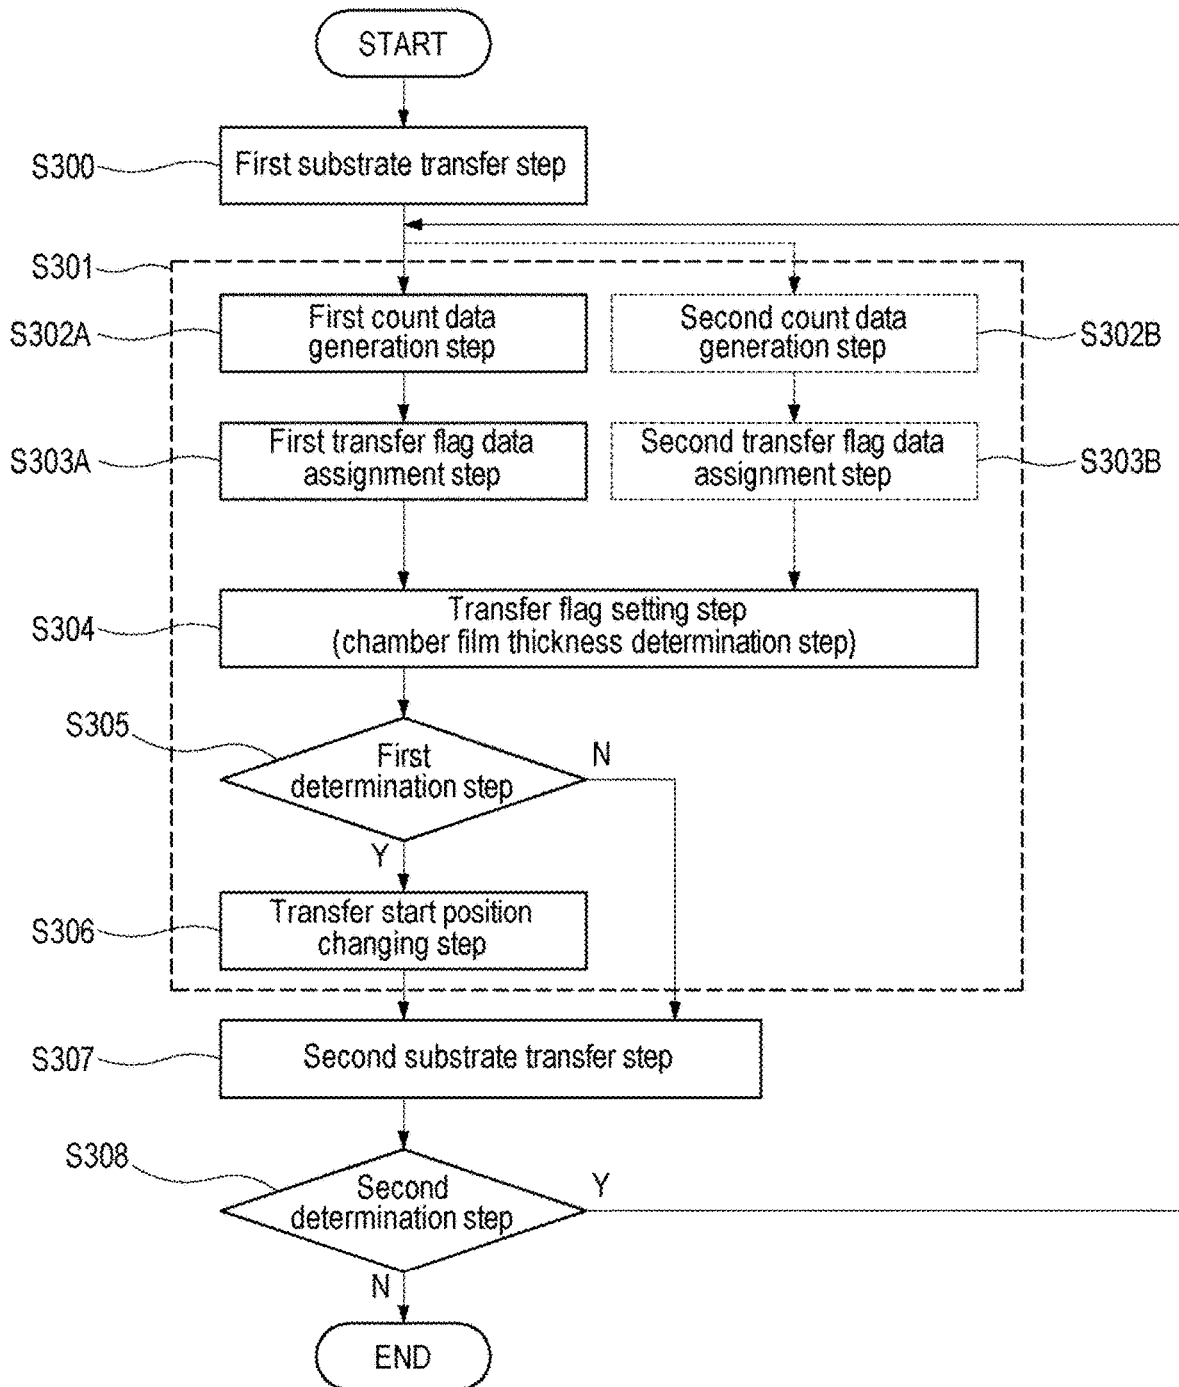 START
S300
First substrate transfer step
S301
S302A
First count data
generation step
Second count data
generation step
S302B
S303A
First transfer flag data
assignment step
Second transfer flag data
assignment step
S303B
S304
Transfer flag setting step
(chamber film thickness determination step)
S305
First
determination step
N
Y
S306
Transfer start position
changing step
S307
Second substrate transfer step
S308
Second
determination step
Y
N
END